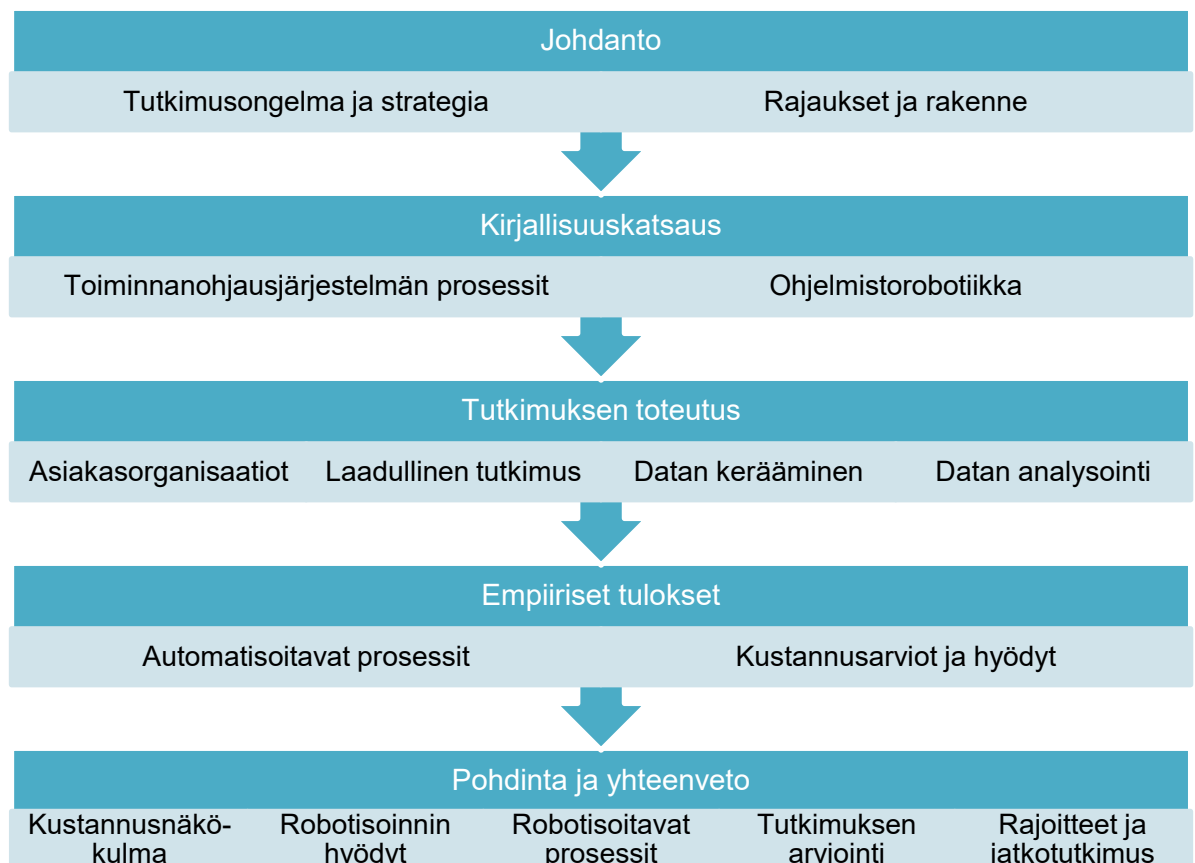 Johdanto
Tutkimusongelma ja strategia Rajaukset ja rakenne
Kirjallisuuskatsaus
Toiminnanohjausjärjestelmän prosessit Ohjelmistorobotiikka
Tutkimuksen toteutus
Asiakasorganisaatiot Laadullinen tutkimus Datan kerääminen Datan analysointi
Empiiriset tulokset
Automatisoitavat prosessit Kustannusarviot ja hyödyt
Pohdinta ja yhteenveto
Kustannusnäkö- Robotisoinnin Robotisoitavat Tutkimuksen Rajoitteet ja
kulma hyödyt prosessit arviointi jatkotutkimus